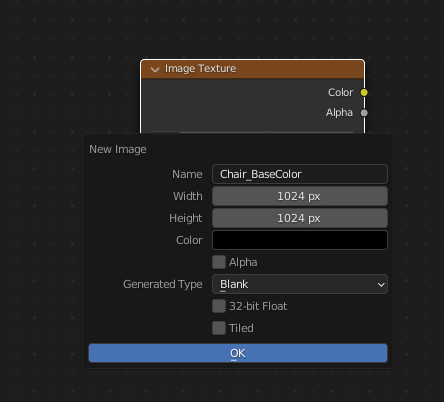 Image Texture
Color
Alpha
New Image
Name Chair_BaseColor
Width 1024 px
Height 1024 px
Color
Alpha
Generated Type Blank
32-bit Float
Tiled
OK